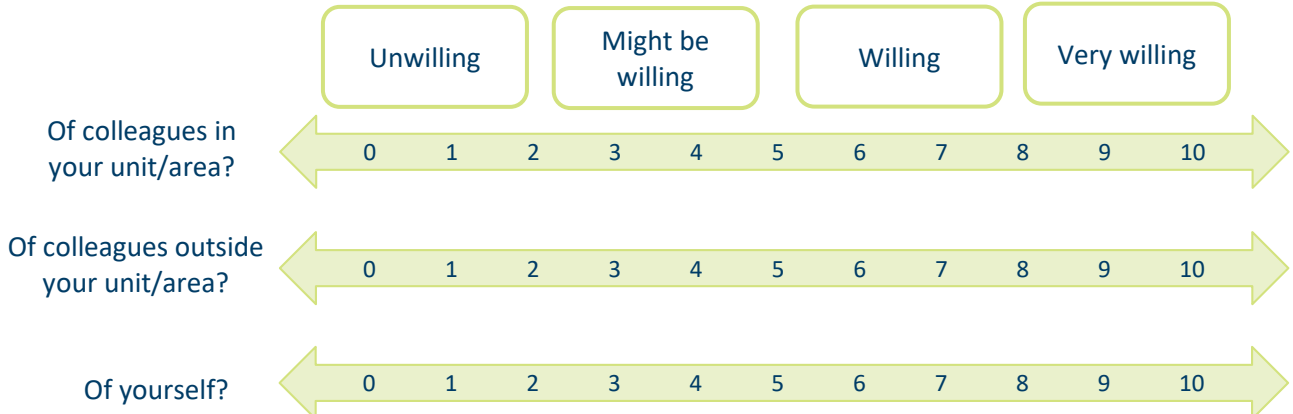 Unwilling
Might be
willing
Willing
Very willing
Of colleagues in
your unit/area?
0 1 2 3 4 5 6 7 8 9 10
Of colleagues outside
your unit/area?
0 1 2 3 4 5 6 7 8 9 10
Of yourself?
0 1 2 3 4 5 6 7 8 9 10